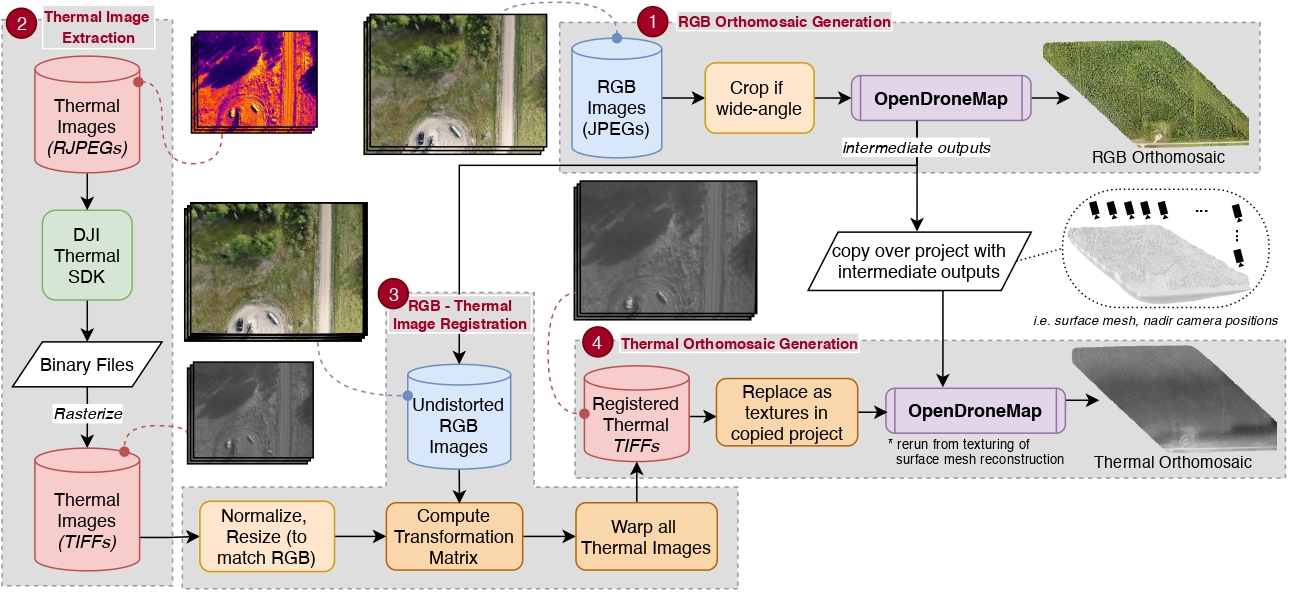 1
RGB Orthomosaic Generation
RGB
Images
(JPEGs)
Crop if
wide-angle
OpenDroneMap
intermediate outputs
RGB Orthomosaic
copy over project with
intermediate outputs
...
i.e. surface mesh, nadir camera positions
2
Thermal Image
Extraction
Thermal
Images
(RJPEGs)
DJI
Thermal
SDK
Binary Files
Rasterize
Thermal
Images
(TIFFs)
3
RGB - Thermal
Image Registration
Undistorted
RGB
Images
Normalize,
Resize (to
match RGB)
Compute
Transformation
Matrix
Warp all
Thermal Images
4
Thermal Orthomosaic Generation
Registered
Thermal
TIFFs
Replace as
textures in
copied project
OpenDroneMap
* rerun from texturing of
surface mesh reconstruction
Thermal Orthomosaic